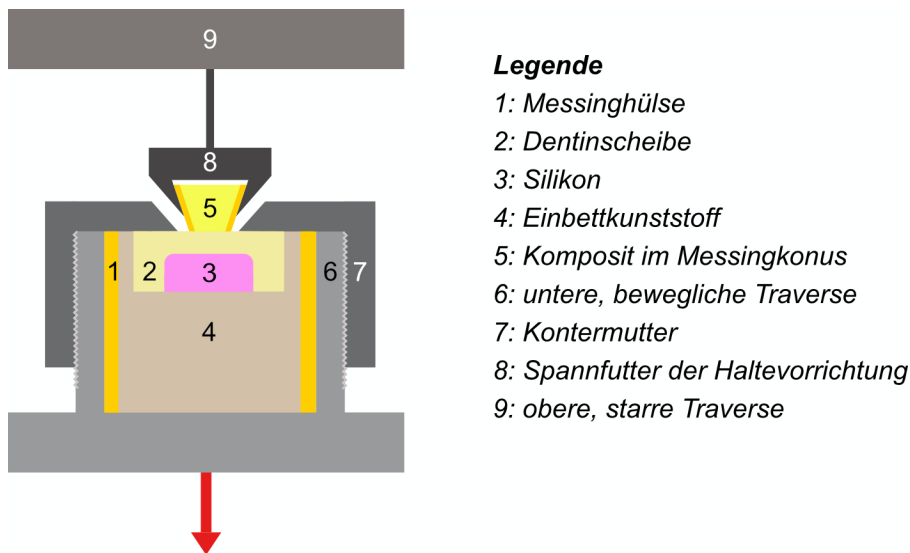 9
8
5
1
2
3
6
7
4
Legende
1: Messinghülse
2: Dentinscheibe
3: Silikon
4: Einbettkunststoff
5: Komposit im Messingkonus
6: untere, bewegliche Traverse
7: Kontermutter
8: Spannfutter der Haltevorrichtung
9: obere, starre Traverse